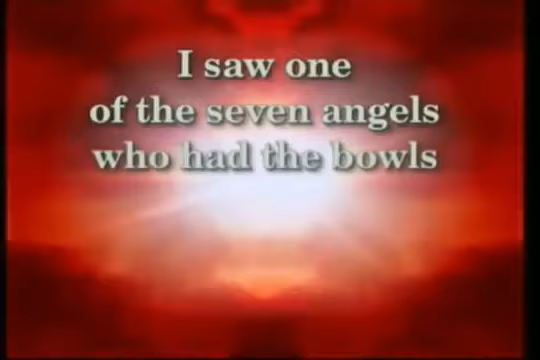 I saw one
of the seven angels
who had the bowls